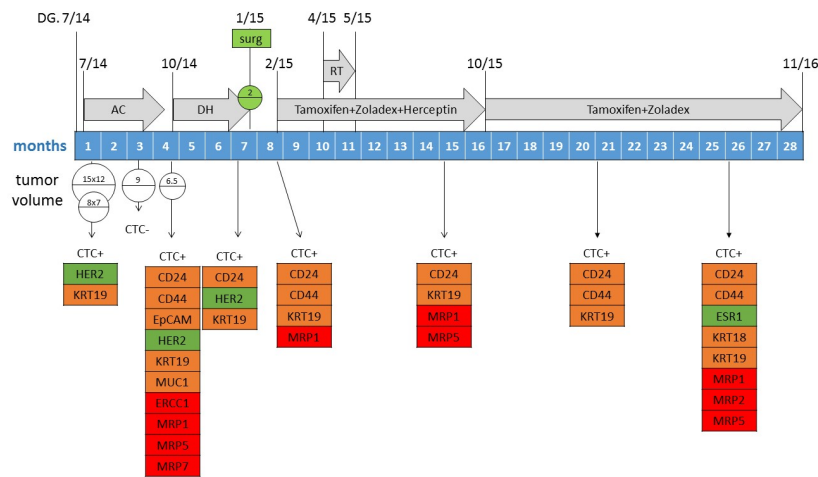 DG. 7/14
1/15
4/15
5/15
surg
7/14
10/14
2/15
RT
10/15
11/16
2
AC
DH
Tamoxifen+Zoladex+Herceptin
Tamoxifen+Zoladex
months
1 2 3 4 5 6 7 8 9 10 11 12 13 14 15 16 17 18 19 20 21 22 23 24 25 26 27 28
tumor
volume
15x12
8x7
9
6.5
CTC-
CTC+
HER2
KRT19
CTC+
CD24
CD44
EpCAM
HER2
KRT19
MUC1
ERCC1
MRP1
MRP5
MRP7
CTC+
CD24
HER2
KRT19
CTC+
CD24
CD44
KRT19
MRP1
CTC+
CD24
KRT19
MRP1
MRP5
CTC+
CD24
CD44
KRT19
CTC+
CD24
CD44
ESR1
KRT18
KRT19
MRP1
MRP2
MRP5